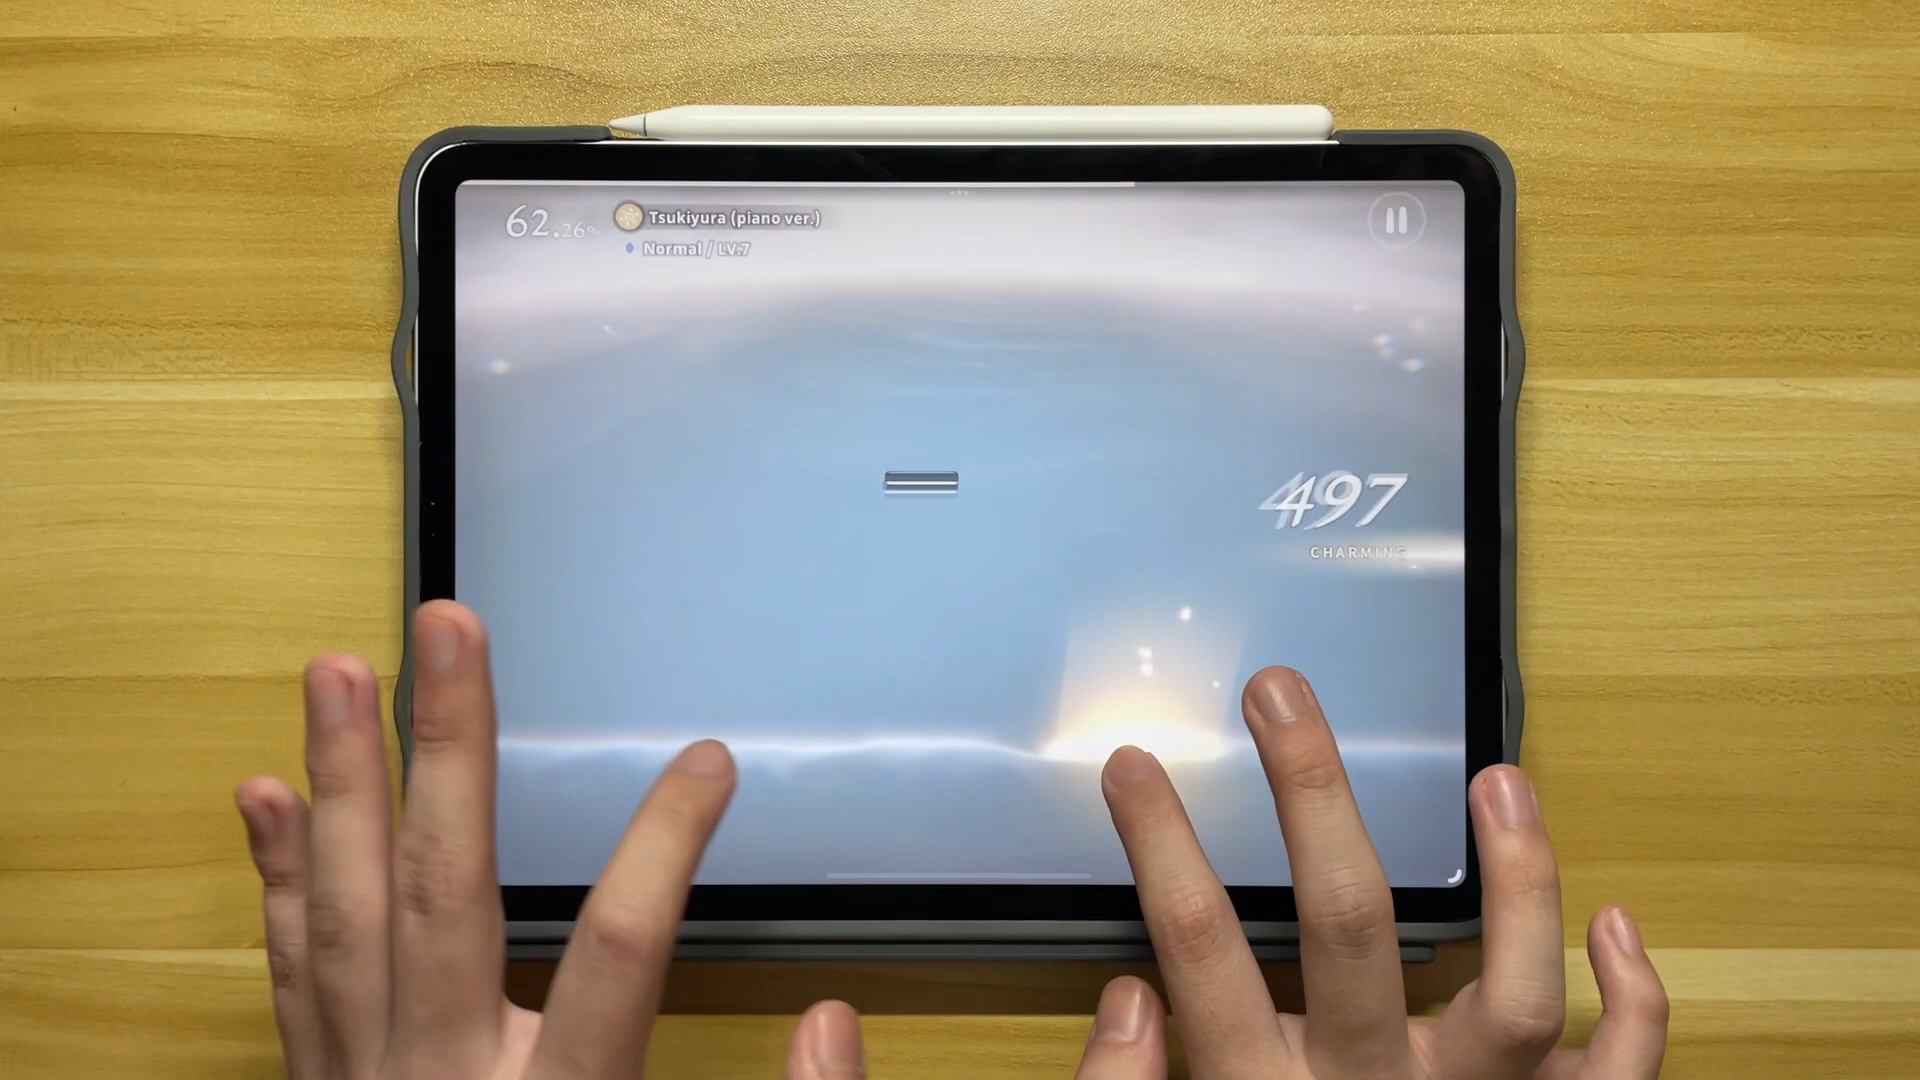 62.26%
Tsukiyura (piano ver.)
Normal / LV.7
497
CHARMING